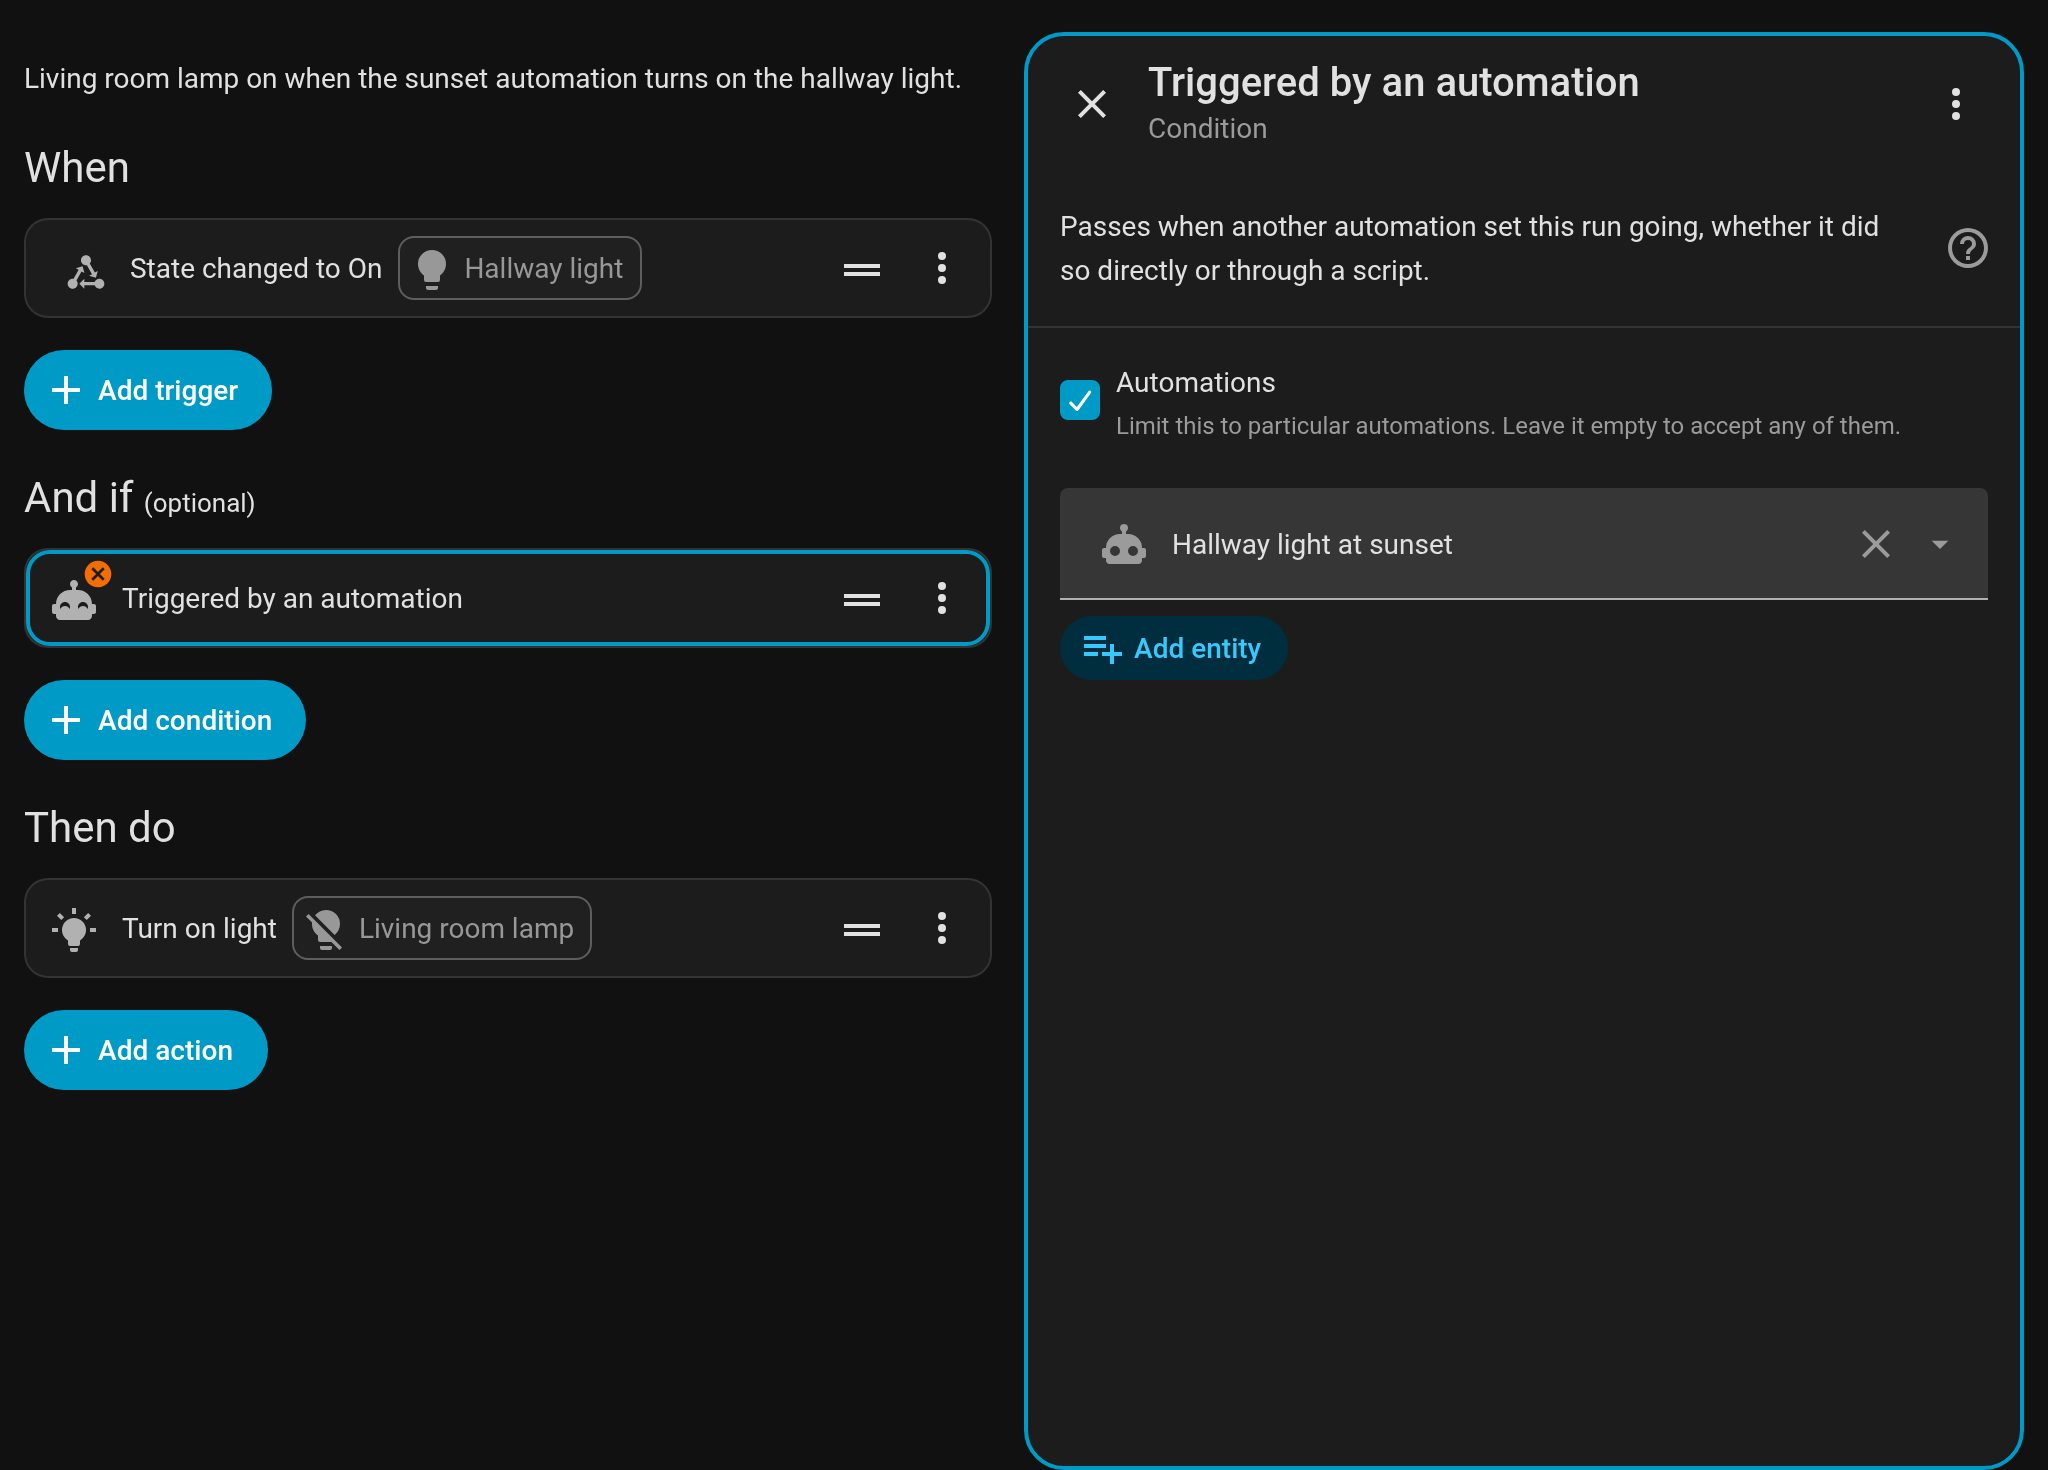 Living room lamp on when the sunset automation turns on the hallway light.
When
State changed to On Hallway light
Add trigger
And if (optional)
Triggered by an automation
Add condition
Then do
Turn on light Living room lamp
Add action
Triggered by an automation
Condition
Passes when another automation set this run going, whether it did
so directly or through a script.
Automations
Limit this to particular automations. Leave it empty to accept any of them.
Hallway light at sunset
Add entity